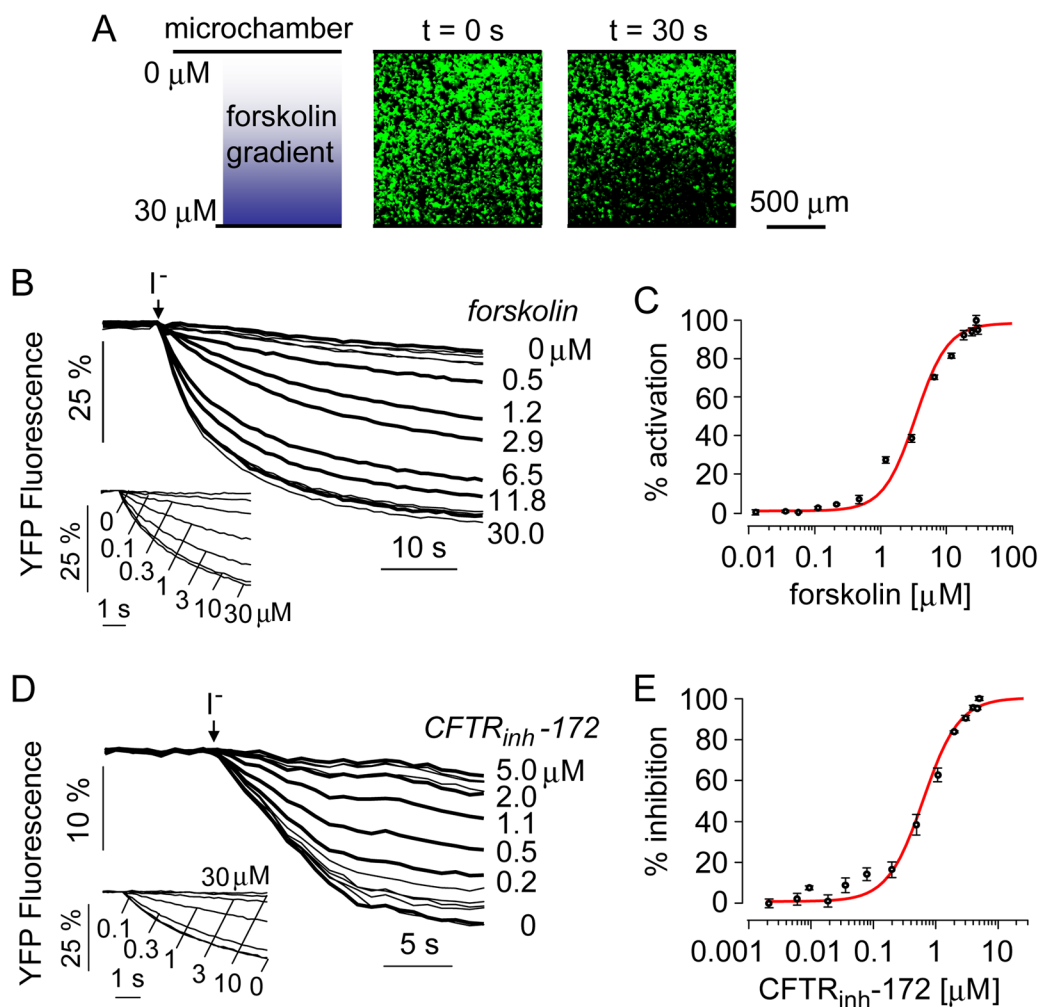 A
microchamber
t = 0 s
t = 30 s
0 μM
forskolin
gradient
30 μM
500 μm
B
I-
forskolin
YFP Fluorescence
25 %
0 μM
0.5
1.2
2.9
6.5
11.8
30.0
10 s
25 %
0
0.1
0.3
1
3
10
30 μM
1 s
C
% activation
100
80
60
40
20
0
0.01
0.1
1
10
100
forskolin [μM]
D
I-
CFTRinh-172
YFP Fluorescence
10 %
5.0 μM
2.0
1.1
0.5
0.2
0
5 s
25 %
30 μM
0.1
0.3
1
3
10
0
1 s
E
% inhibition
100
80
60
40
20
0
0.001
0.01
0.1
1
10
CFTRinh-172 [μM]